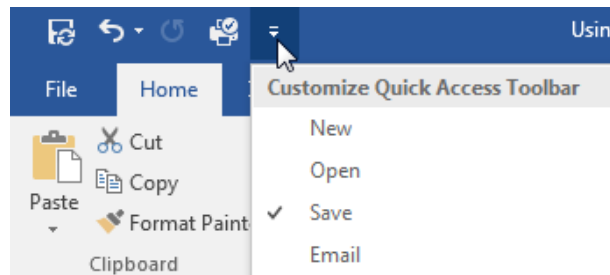 Usin
File
Home
Customize Quick Access Toolbar
New
Open
Save
Email
Cut
Copy
Format Paint
Paste
Clipboard